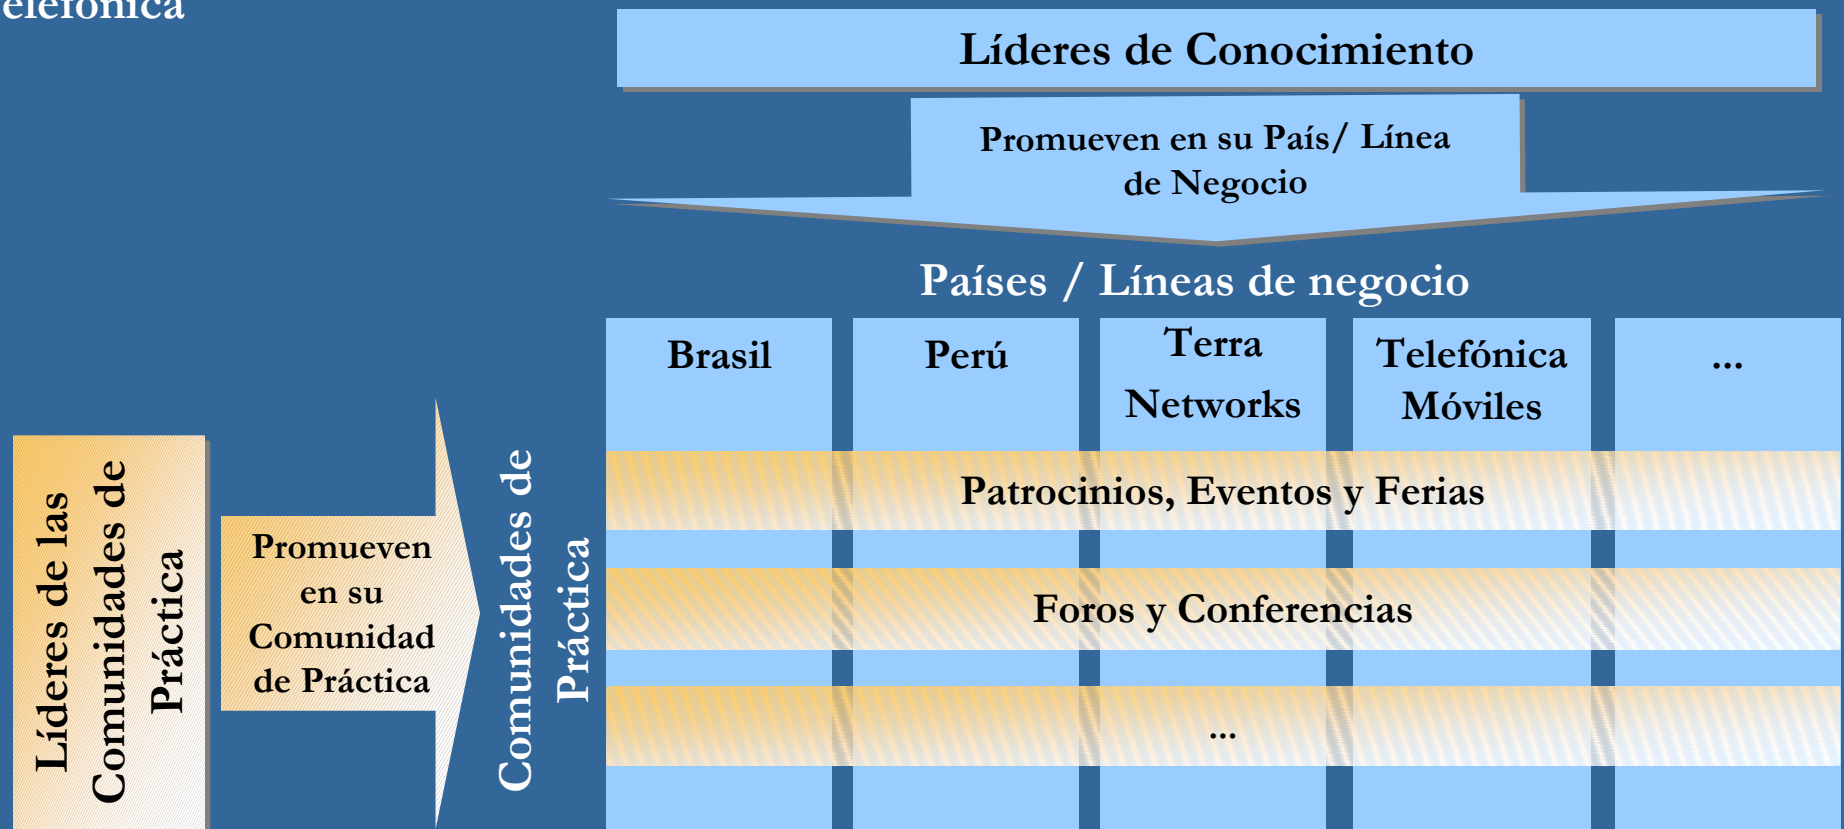 elefónica
Líderes de Conocimiento
Promueven en su País/ Línea
de Negocio
Países / Líneas de negocio
Brasil
Perú
Terra
Networks
Telefónica
Móviles
...
Líderes de las
Comunidades de
Práctica
Promueven
en su
Comunidad
de Práctica
Comunidades de
Práctica
Patrocinios, Eventos y Ferias
Foros y Conferencias
...